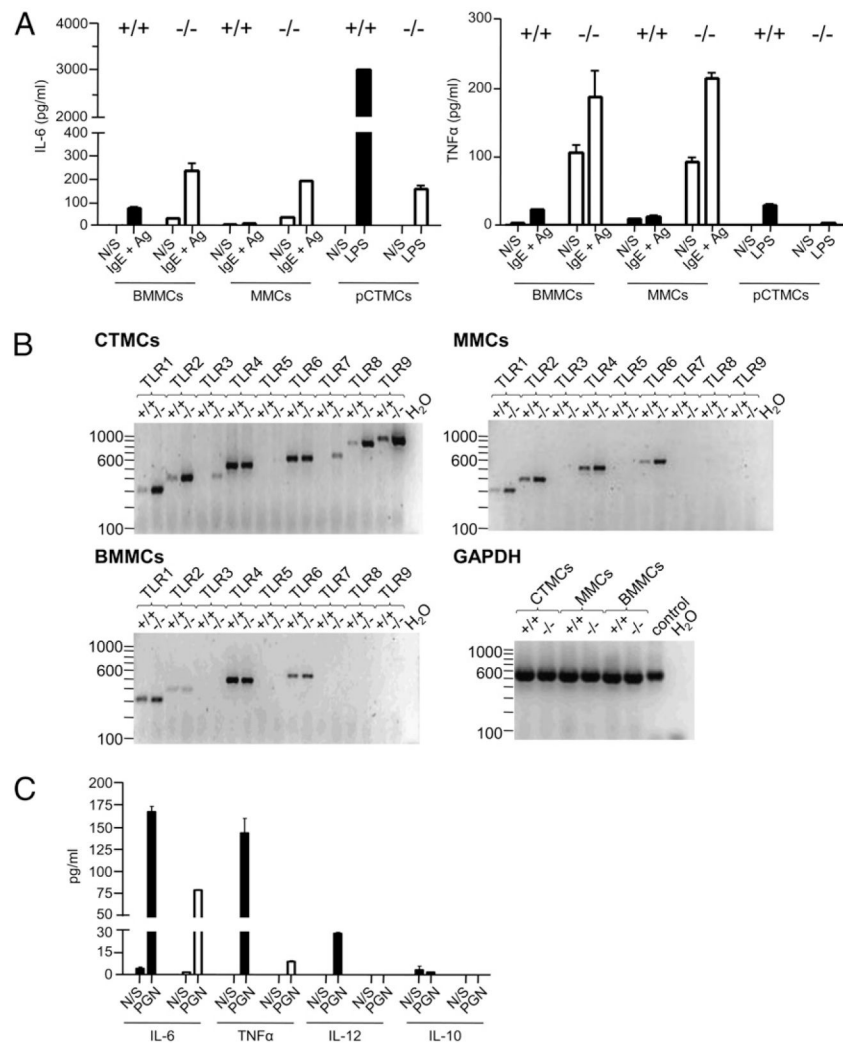 A
+/+ -/- +/+ -/- +/+ -/-
IL-6 (pg/ml)
4000
3000
2000
400
300
200
100
0
N/S IgE + Ag N/S IgE + Ag N/S IgE + Ag N/S IgE + Ag N/S LPS N/S LPS
BMMCs MMCs pCTMCs
+/+ -/- +/+ -/- +/+ -/-
TNFα (pg/ml)
300
200
100
0
N/S IgE + Ag N/S IgE + Ag N/S IgE + Ag N/S IgE + Ag N/S LPS N/S LPS
BMMCs MMCs pCTMCs
B
CTMCs
TLR1 TLR2 TLR3 TLR4 TLR5 TLR6 TLR7 TLR8 TLR9
+/+ -/- +/+ -/- +/+ -/- +/+ -/- +/+ -/- +/+ -/- +/+ -/- +/+ -/- +/+ -/- H₂O
1000
600
100
MMCs
TLR1 TLR2 TLR3 TLR4 TLR5 TLR6 TLR7 TLR8 TLR9
+/+ -/- +/+ -/- +/+ -/- +/+ -/- +/+ -/- +/+ -/- +/+ -/- +/+ -/- +/+ -/- H₂O
1000
600
100
BMMCs
TLR1 TLR2 TLR3 TLR4 TLR5 TLR6 TLR7 TLR8 TLR9
+/+ -/- +/+ -/- +/+ -/- +/+ -/- +/+ -/- +/+ -/- +/+ -/- +/+ -/- +/+ -/- H₂O
1000
600
100
GAPDH
CTMCs MMCs BMMCs
+/+ -/- +/+ -/- +/+ -/- control H₂O
1000
600
100
C
pg/ml
200
175
150
125
100
75
50
30
15
0
N/S PGN N/S PGN N/S PGN N/S PGN N/S PGN N/S PGN N/S PGN N/S PGN
IL-6 TNFα IL-12 IL-10